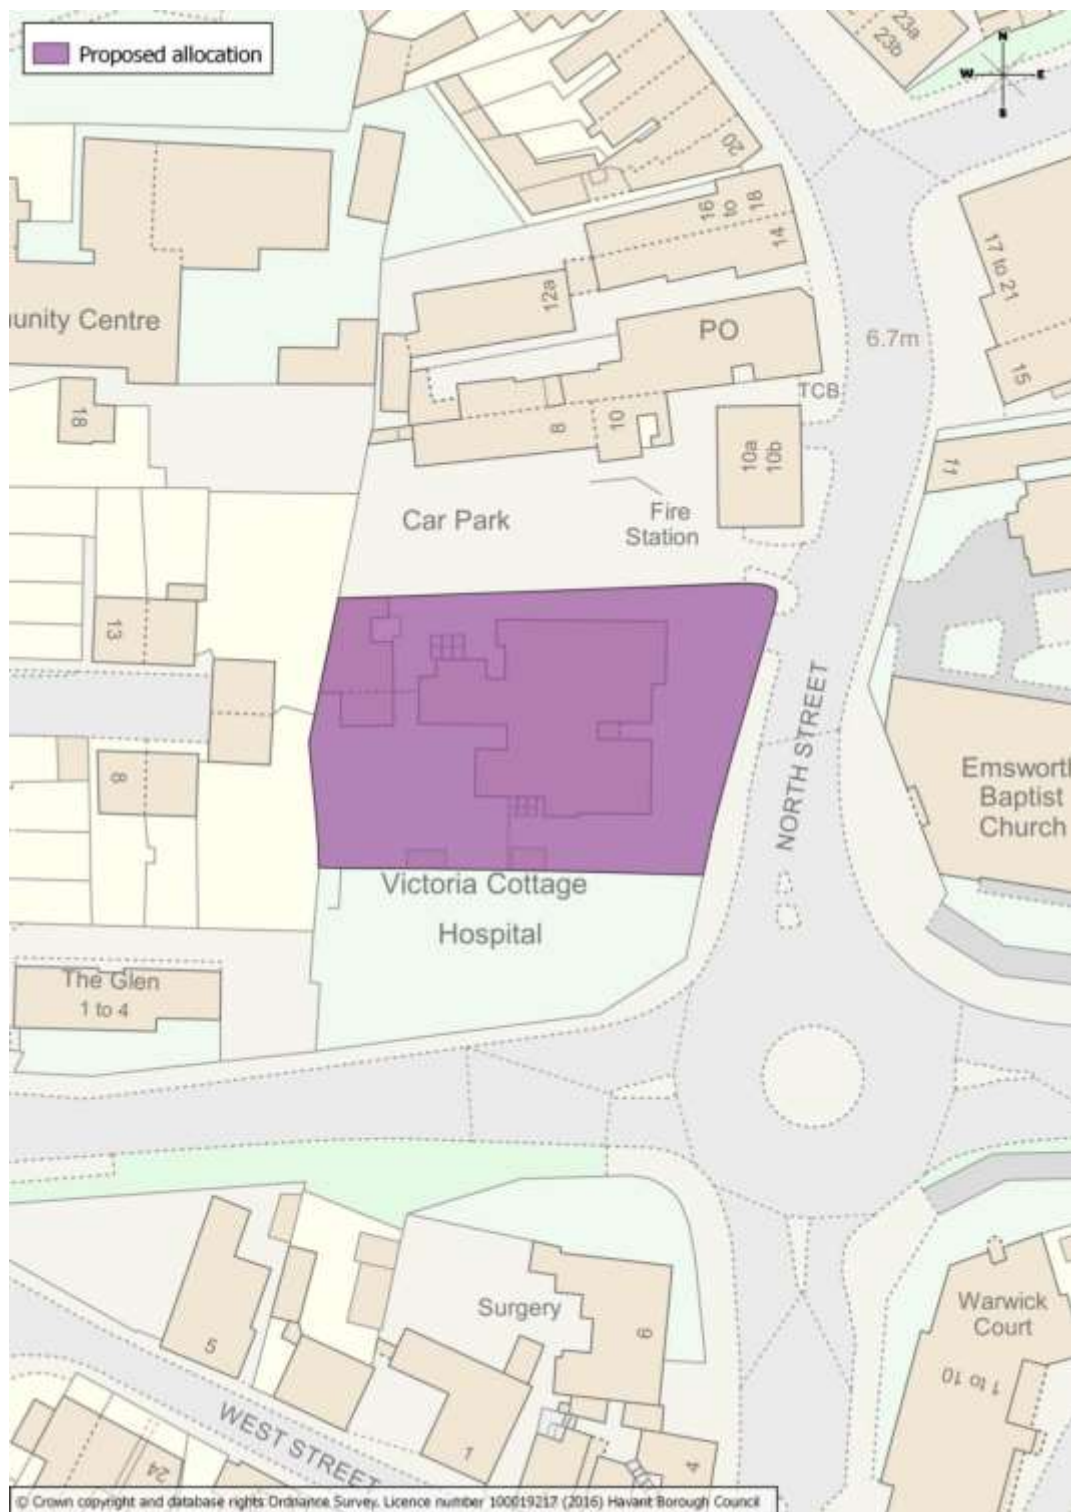 Proposed allocation
23a
23b
N
W E
S
20
16
to
18
14
12a
17 to 21
unity Centre
PO
6.7m
15
TCB
18
8
10
10a
10b
11
Car Park
Fire
Station
13
NORTH STREET
8
Emsworth
Baptist
Church
Victoria Cottage
Hospital
The Glen
1 to 4
Surgery
6
5
Warwick
Court
1 to 10
WEST STREET
1
4
24
© Crown copyright and database rights Ordnance Survey. Licence number 100019217 (2016) Havant Borough Council